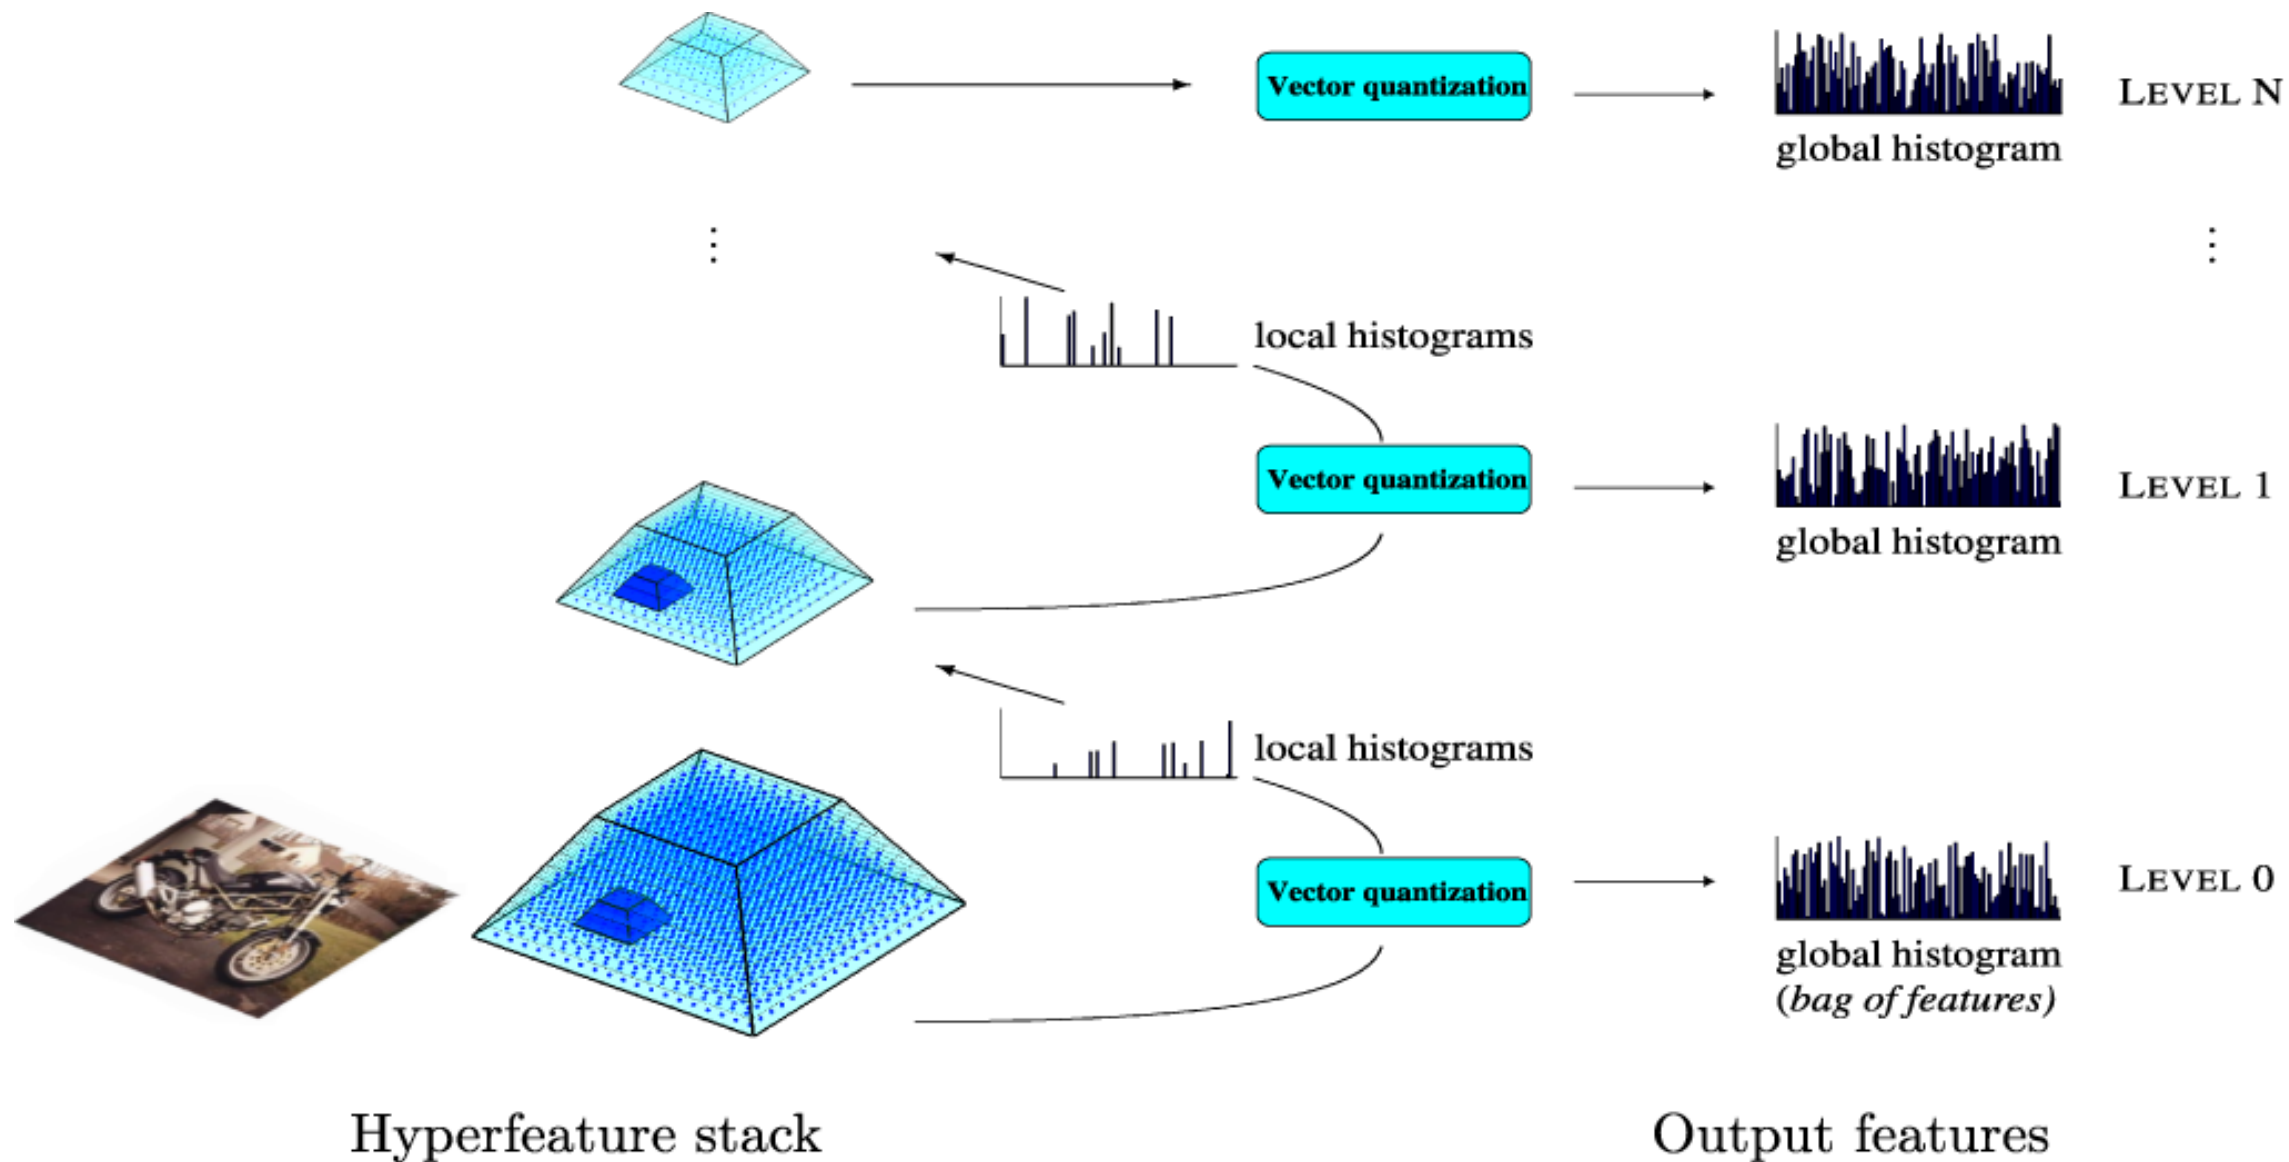 Vector quantization
LEVEL N
global histogram
⋮
⋮
local histograms
Vector quantization
LEVEL 1
global histogram
local histograms
Vector quantization
LEVEL 0
global histogram
(bag of features)
Hyperfeature stack
Output features